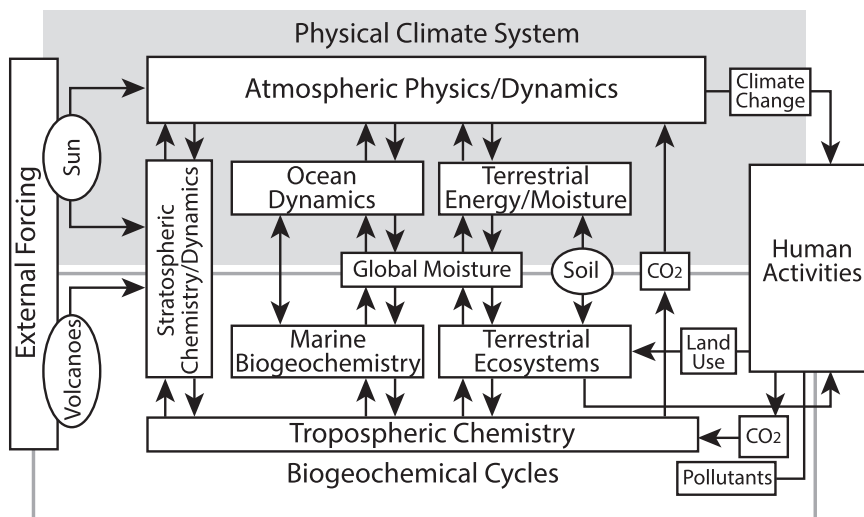 Physical Climate System
Atmospheric Physics/Dynamics
Climate
Change
External Forcing
Sun
Volcanoes
Stratospheric
Chemistry/Dynamics
Ocean
Dynamics
Terrestrial
Energy/Moisture
Global Moisture
Soil
CO2
Human
Activities
Marine
Biogeochemistry
Terrestrial
Ecosystems
Land
Use
Tropospheric Chemistry
CO2
Biogeochemical Cycles
Pollutants